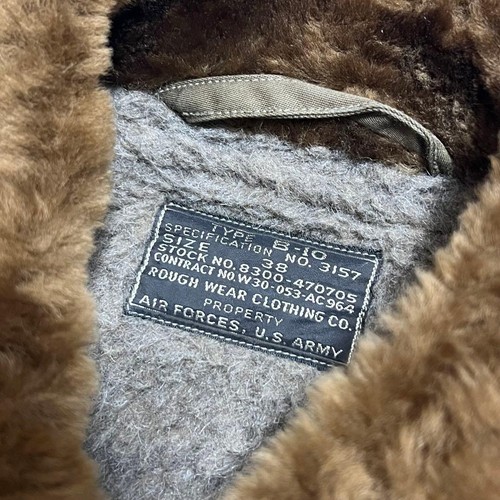 TYPE B-10
SPECIFICATION NO. 3157
SIZE 38
STOCK NO. 8300-470705
CONTRACT NO. W30-053-AC964
ROUGH WEAR CLOTHING CO.
PROPERTY
AIR FORCES, U.S. ARMY